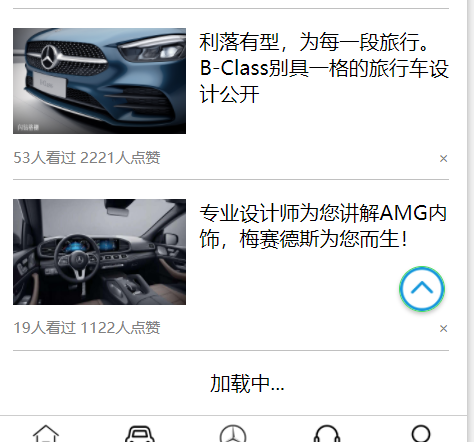 利落有型，为每一段旅行。
B-Class别具一格的旅行车设
计公开
53人看过 2221人点赞
×
专业设计师为您讲解AMG内
饰，梅赛德斯为您而生！
19人看过 1122人点赞
×
加载中...